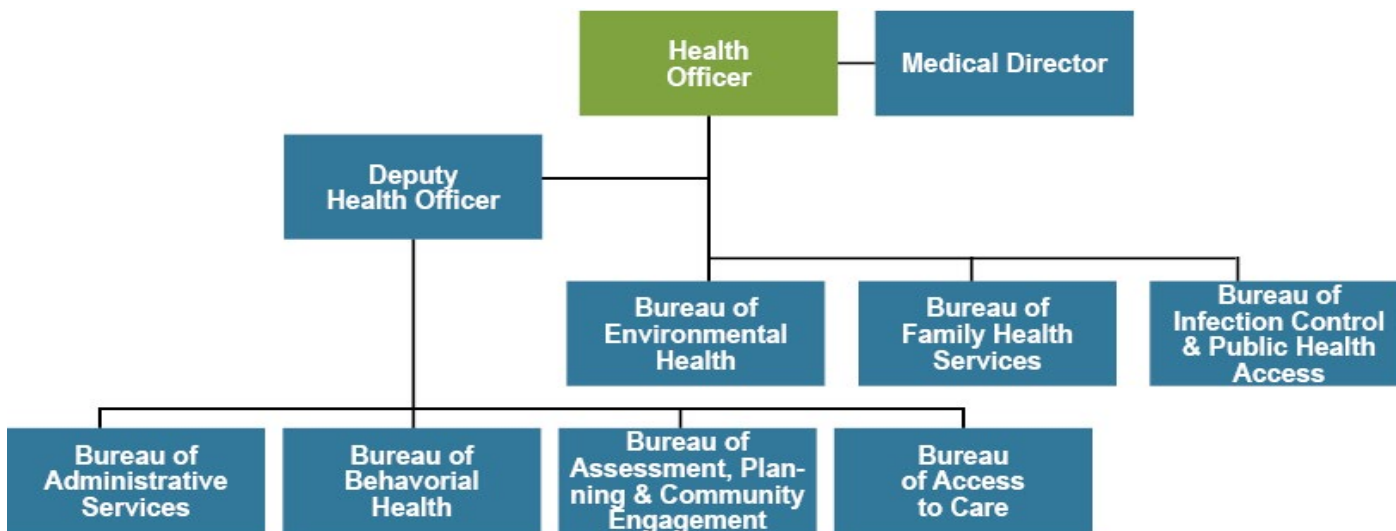 Health
Officer
Medical Director
Deputy
Health Officer
Bureau of
Environmental
Health
Bureau of
Family Health
Services
Bureau of
Infection Control
& Public Health
Access
Bureau of
Administrative
Services
Bureau of
Behavorial
Health
Bureau of
Assessment, Plan-
ning & Community
Engagement
Bureau
of Access
to Care